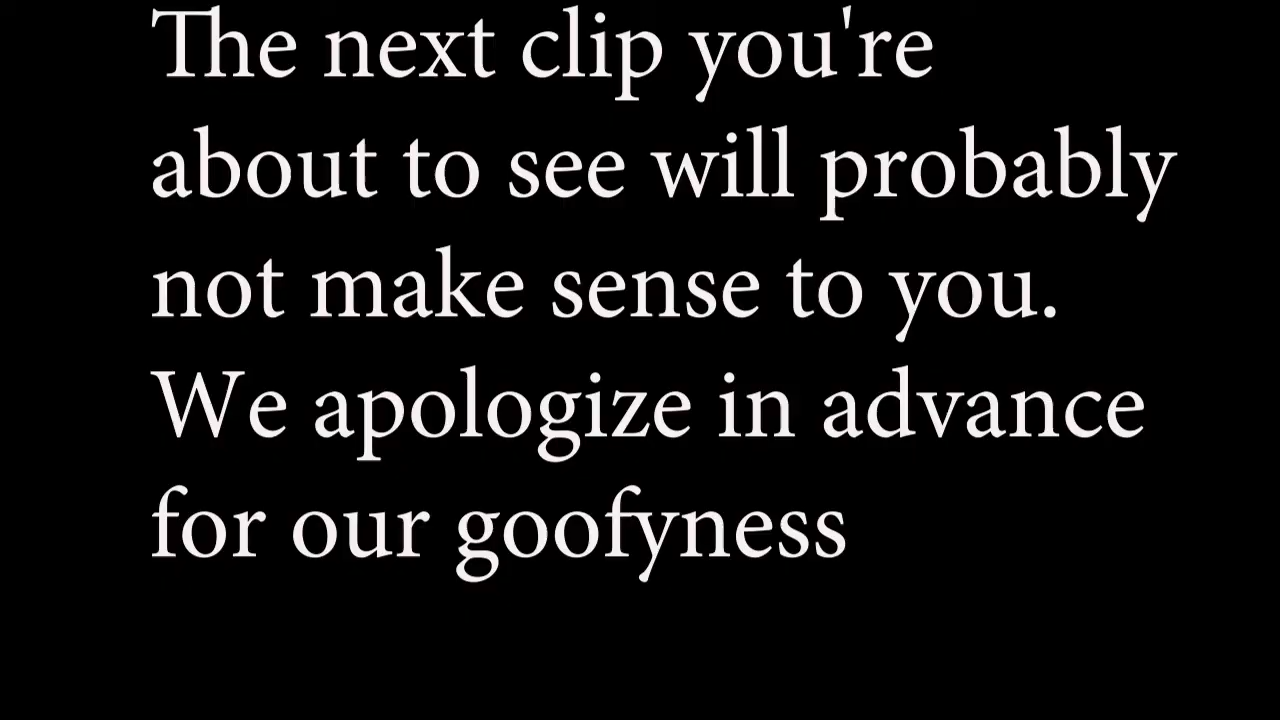 The next clip you're
about to see will probably
not make sense to you.
We apologize in advance
for our goofyness